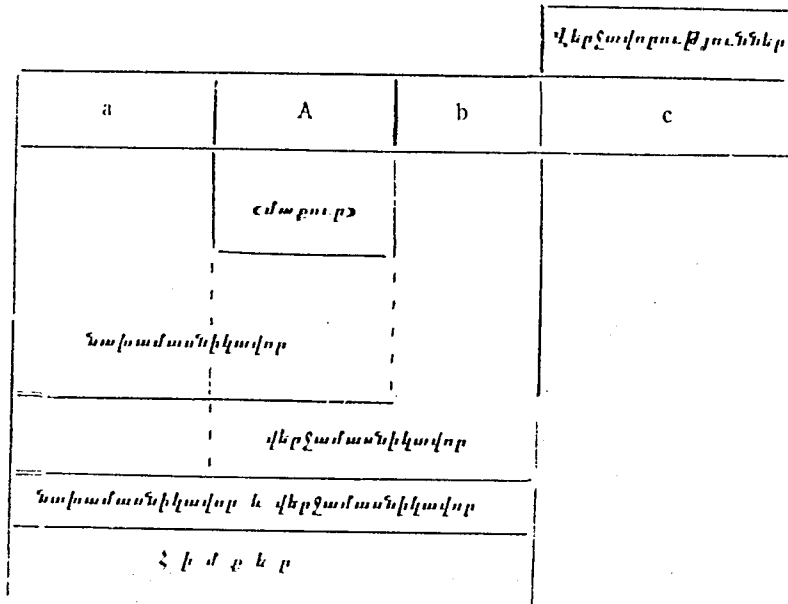 Վերջավորություններ
a A b c
«մաքուր»
նախամասնիկավոր
վերջամասնիկավոր
նախամասնիկավոր և վերջամասնիկավոր
Հիմքեր